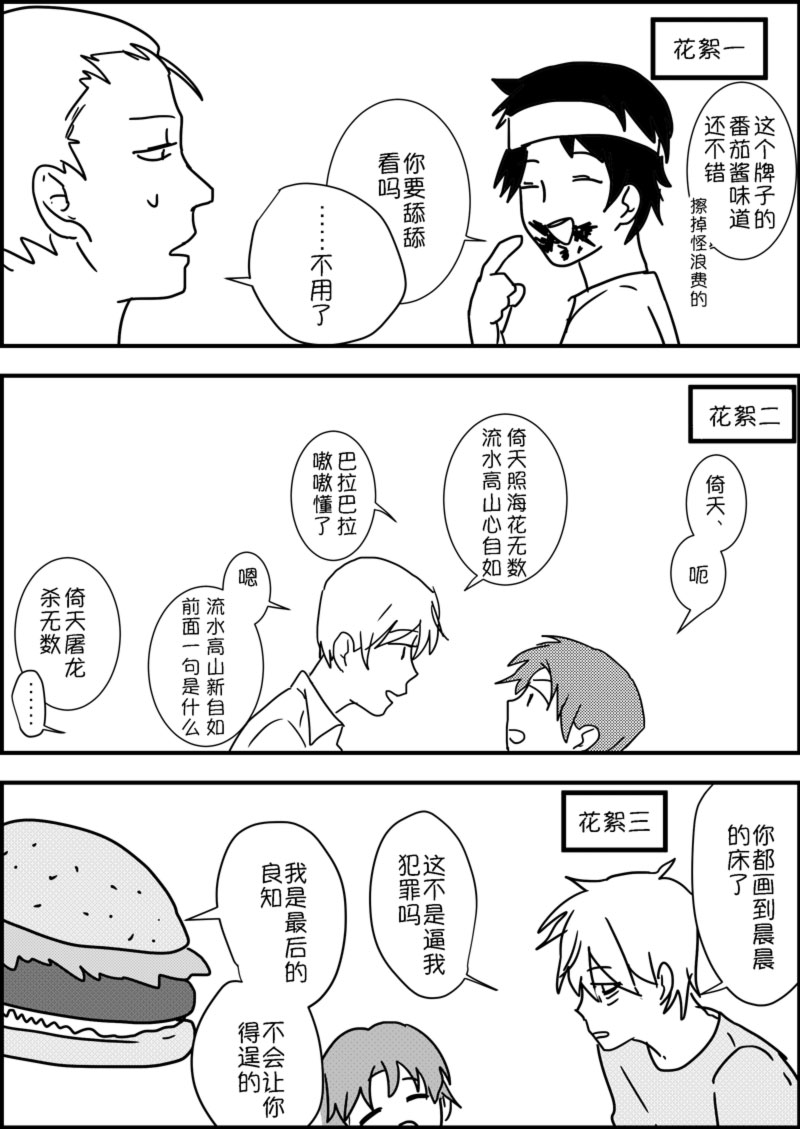 花絮一
这个牌子的
番茄酱味道
还不错
擦掉怪浪费的
你要舔舔
看吗
……不用了
花絮二
倚天、
呃
倚天照海花无数
流水高山心自如
巴拉巴拉
嗷嗷懂了
嗯
流水高山新自如
前面一句是什么
倚天屠龙
杀无数
……
花絮三
你都画到晨晨
的床了
这不是逼我
犯罪吗
我是最后的
良知
不会让你
得逞的